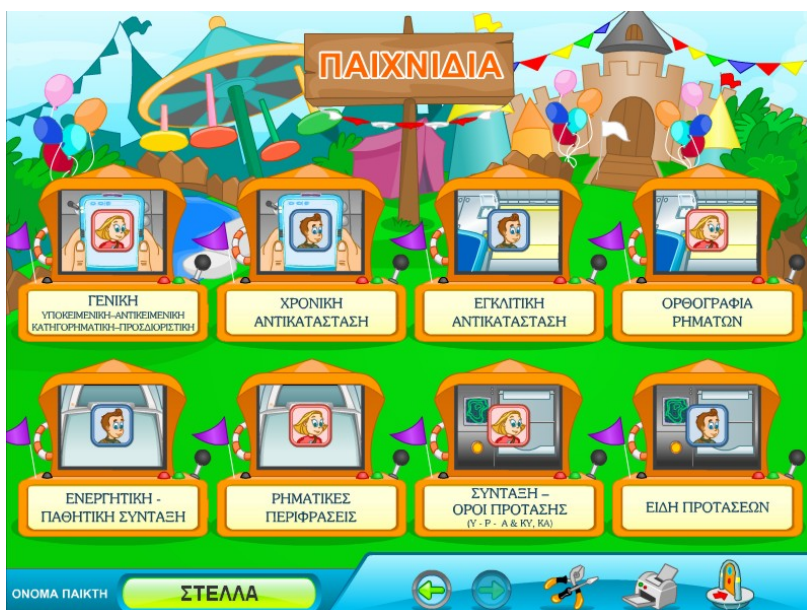 ΠΑΙΧΝΙΔΙΑ
ΓΕΝΙΚΗ
ΥΠΟΚΕΙΜΕΝΙΚΗ-ΑΝΤΙΚΕΙΜΕΝΙΚΗ
ΚΑΤΗΓΟΡΗΜΑΤΙΚΗ-ΠΡΟΣΔΙΟΡΙΣΤΙΚΗ
ΧΡΟΝΙΚΗ
ΑΝΤΙΚΑΤΑΣΤΑΣΗ
ΕΓΚΛΙΤΙΚΗ
ΑΝΤΙΚΑΤΑΣΤΑΣΗ
ΟΡΘΟΓΡΑΦΙΑ
ΡΗΜΑΤΩΝ
ΕΝΕΡΓΗΤΙΚΗ -
ΠΑΘΗΤΙΚΗ ΣΥΝΤΑΞΗ
ΡΗΜΑΤΙΚΕΣ
ΠΕΡΙΦΡΑΣΕΙΣ
ΣΥΝΤΑΞΗ –
ΟΡΟΙ ΠΡΟΤΑΣΗΣ
(Υ - Ρ - Α & ΚΥ, ΚΑ)
ΕΙΔΗ ΠΡΟΤΑΣΕΩΝ
ΟΝΟΜΑ ΠΑΙΚΤΗ
ΣΤΕΛΛΑ